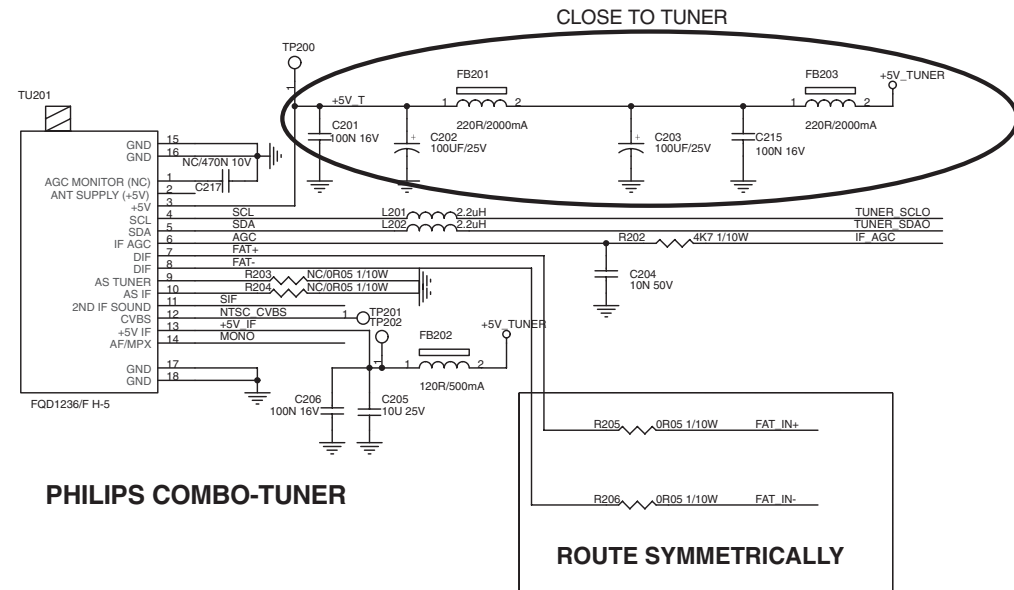 CLOSE TO TUNER
TP200
1
TU201
+5V_T
C201
100N 16V
C202
100UF/25V
FB201
1 2
220R/2000mA
C203
100UF/25V
C215
100N 16V
FB203
1 2
220R/2000mA
+5V_TUNER
GND 15
GND 16
NC/470N 10V
C217
AGC MONITOR (NC) 1
ANT SUPPLY (+5V) 2
+5V 3
SCL 4 SCL L201 2.2uH TUNER_SCLO
SDA 5 SDA L202 2.2uH TUNER_SDAO
IF AGC 6 AGC R202 4K7 1/10W IF_AGC
DIF 7 FAT+
DIF 8 FAT-
AS TUNER 9 R203 NC/0R05 1/10W
AS IF 10 R204 NC/0R05 1/10W
2ND IF SOUND 11 SIF
CVBS 12 NTSC_CVBS 1 TP201
+5V IF 13 +5V_IF
AF/MPX 14 MONO
GND 17
GND 18
FQD1236/F H-5
C204
10N 50V
TP202
1
FB202
1 2
120R/500mA
+5V_TUNER
C206
100N 16V
C205
10U 25V
R205 0R05 1/10W FAT_IN+
R206 0R05 1/10W FAT_IN-
PHILIPS COMBO-TUNER
ROUTE SYMMETRICALLY